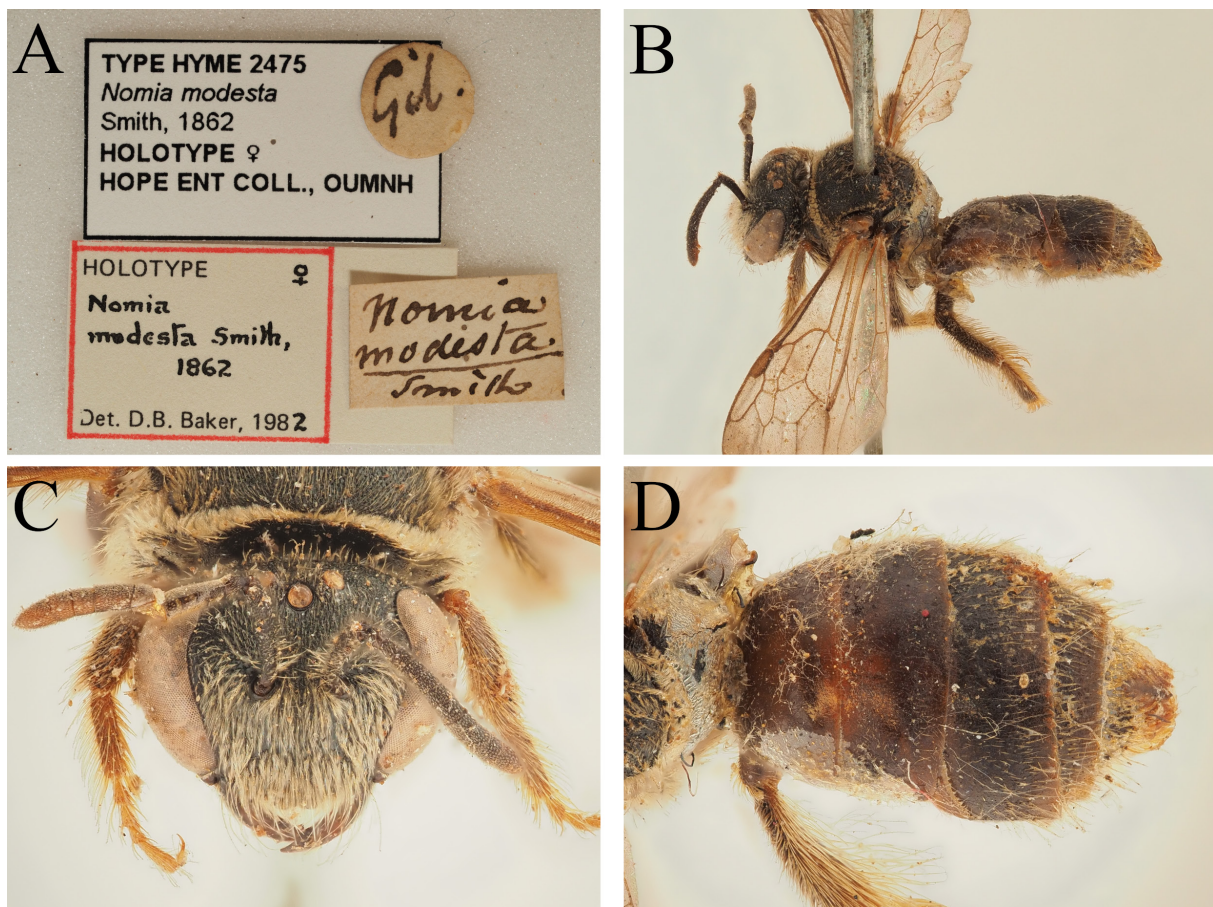 A
TYPE HYME 2475
Nomia modesta
Smith, 1862
HOLOTYPE ♀
HOPE ENT COLL., OUMNH
Gil.
HOLOTYPE ♀
Nomia
modesta Smith,
1862
Det. D.B. Baker, 1982
Nomia
modesta.
Smith
B
C
D